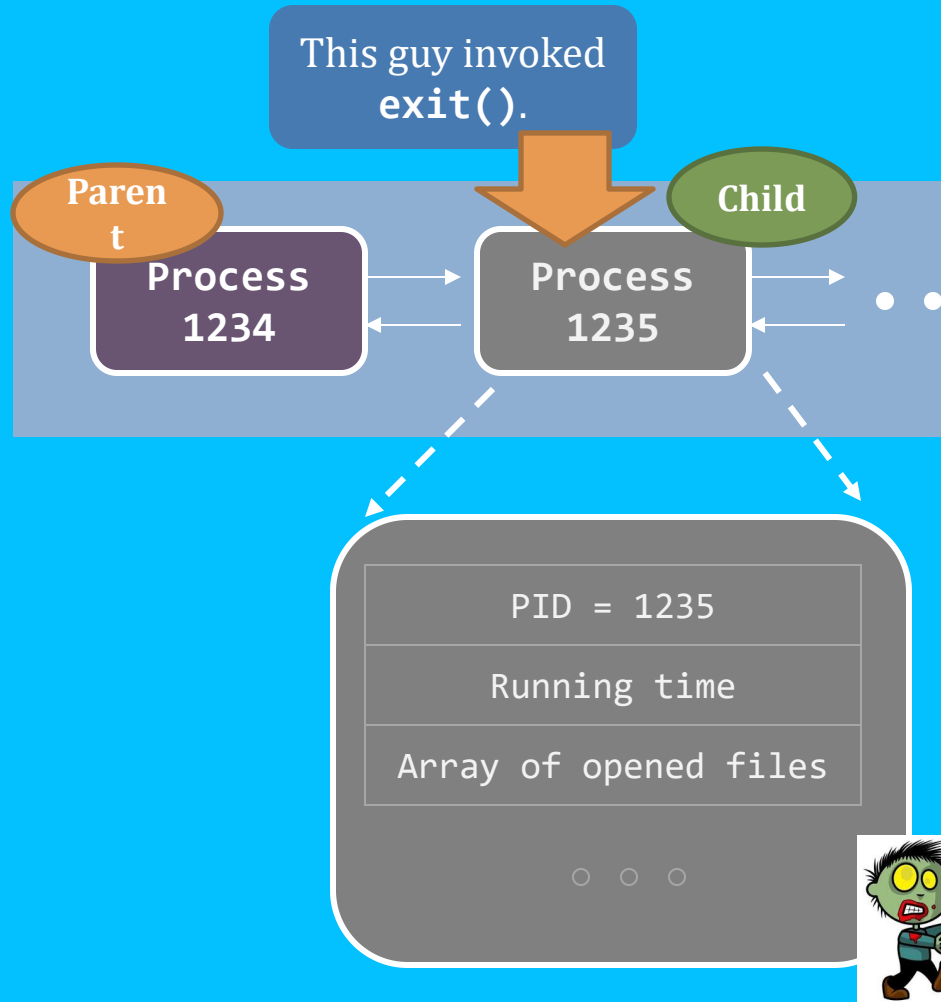 This guy invoked
exit().
Paren
t
Child
Process
1234
Process
1235
PID = 1235
Running time
Array of opened files